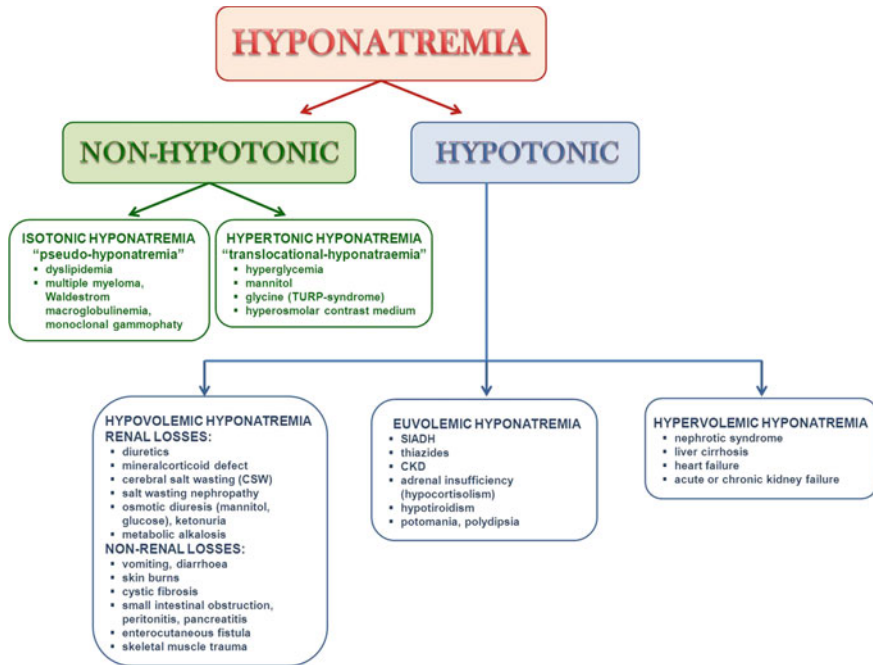 HYPONATREMIA
NON-HYPOTONIC
HYPOTONIC
ISOTONIC HYPONATREMIA
“pseudo-hyponatremia”
▪ dyslipidemia
▪ multiple myeloma,
Waldestrom
macroglobulinemia,
monoclonal gammophaty
HYPERTONIC HYPONATREMIA
“translocational-hyponatraemia”
▪ hyperglycemia
▪ mannitol
▪ glycine (TURP-syndrome)
▪ hyperosmolar contrast medium
HYPOVOLEMIC HYPONATREMIA
RENAL LOSSES:
▪ diuretics
▪ mineralcorticoid defect
▪ cerebral salt wasting (CSW)
▪ salt wasting nephropathy
▪ osmotic diuresis (mannitol,
glucose), ketonuria
▪ metabolic alkalosis
NON-RENAL LOSSES:
▪ vomiting, diarrhoea
▪ skin burns
▪ cystic fibrosis
▪ small intestinal obstruction,
peritonitis, pancreatitis
▪ enterocutaneous fistula
▪ skeletal muscle trauma
EUVOLEMIC HYPONATREMIA
▪ SIADH
▪ thiazides
▪ CKD
▪ adrenal insufficiency
(hypocortisolism)
▪ hypotiroidism
▪ potomania, polydipsia
HYPERVOLEMIC HYPONATREMIA
▪ nephrotic syndrome
▪ liver cirrhosis
▪ heart failure
▪ acute or chronic kidney failure